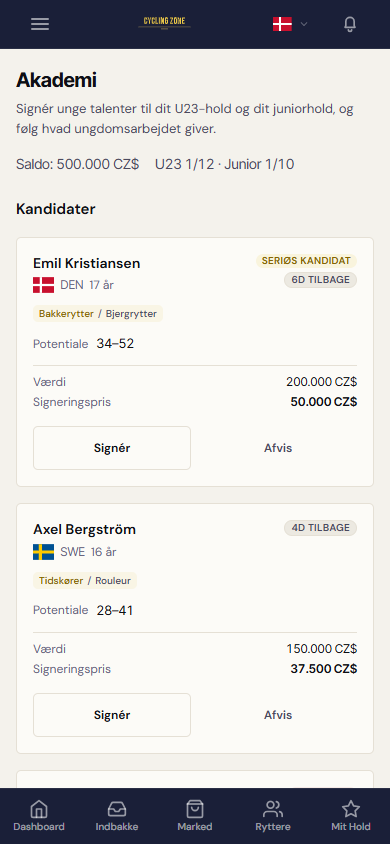 CYCLING ZONE
Akademi
Signér unge talenter til dit U23-hold og dit juniorhold, og
følg hvad ungdomsarbejdet giver.
Saldo: 500.000 CZ$ U23 1/12 · Junior 1/10
Kandidater
Emil Kristiansen SERIØS KANDIDAT
DEN 17 år 6D TILBAGE
Bakkerytter / Bjergrytter
Potentiale 34–52
Værdi 200.000 CZ$
Signeringspris 50.000 CZ$
Signér Afvis
Axel Bergström 4D TILBAGE
SWE 16 år
Tidskører / Rouleur
Potentiale 28–41
Værdi 150.000 CZ$
Signeringspris 37.500 CZ$
Signér Afvis
Dashboard Indbakke Marked Ryttere Mit Hold